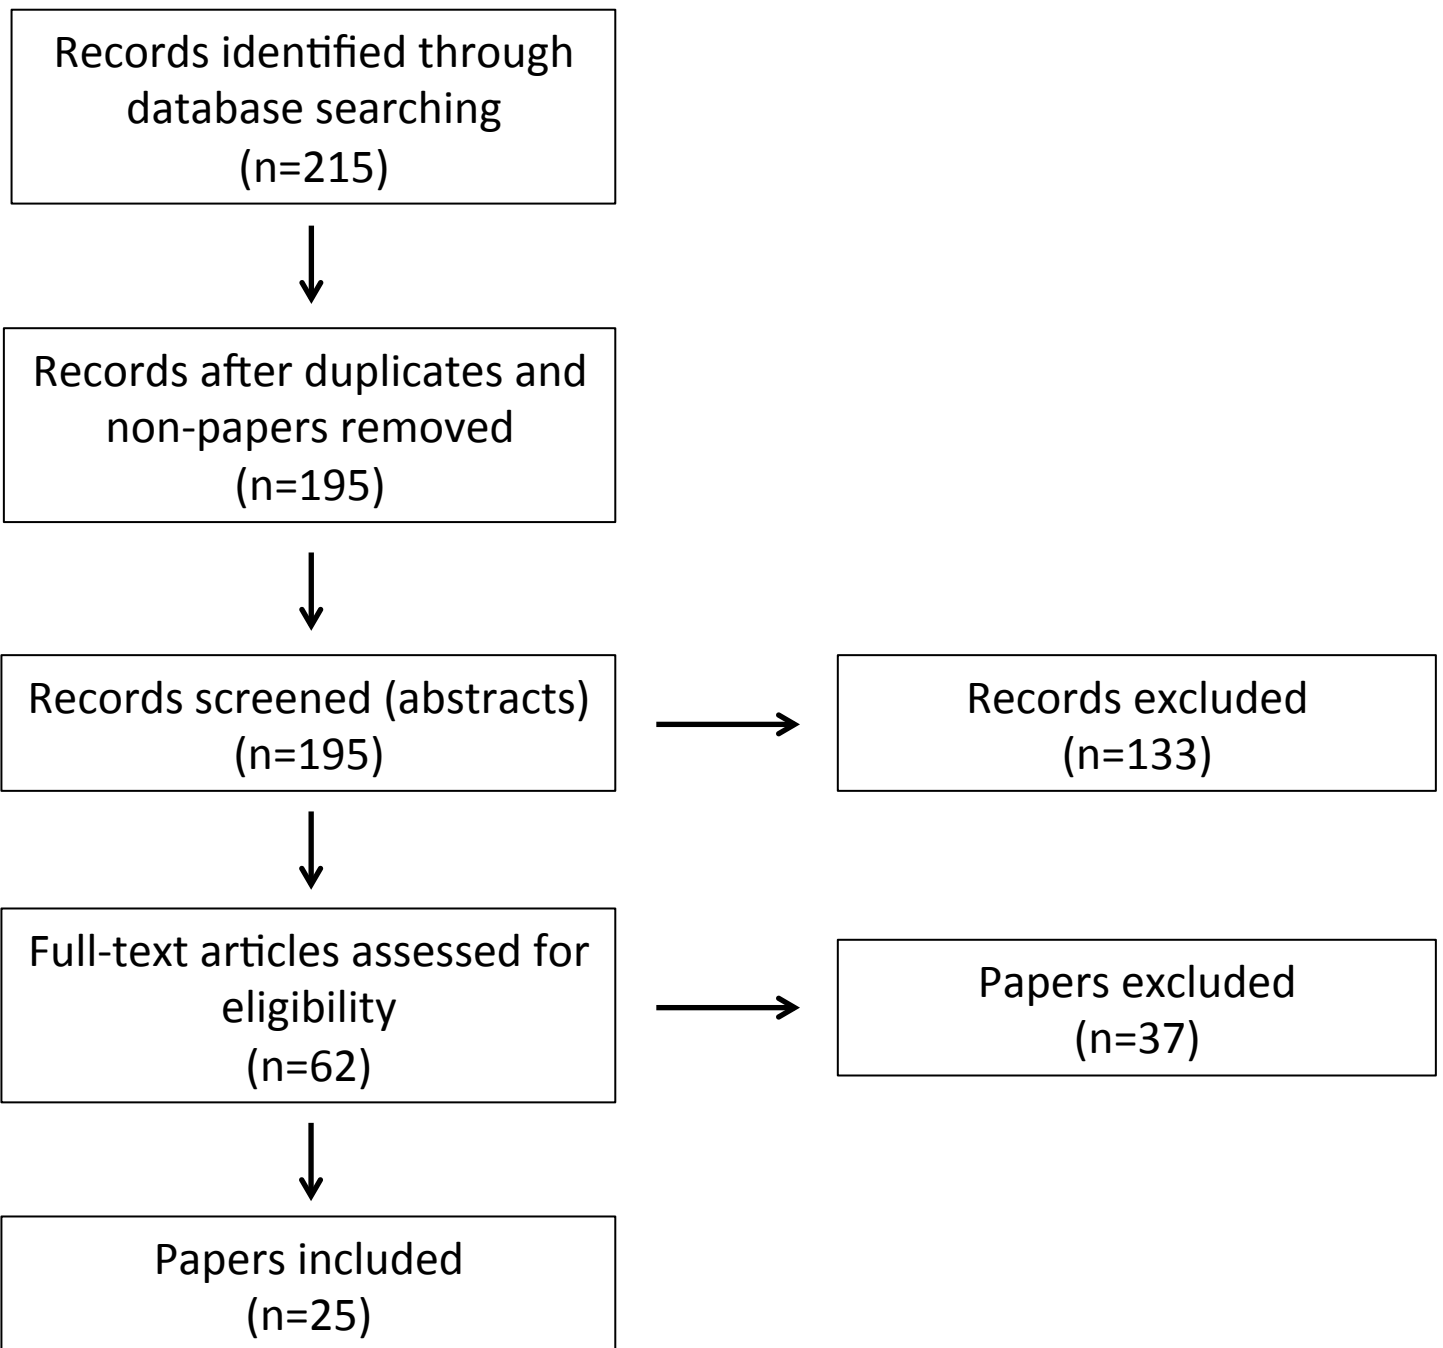 Records identified through
database searching
(n=215)
Records after duplicates and
non-papers removed
(n=195)
Records screened (abstracts)
(n=195)
Records excluded
(n=133)
Full-text articles assessed for
eligibility
(n=62)
Papers excluded
(n=37)
Papers included
(n=25)